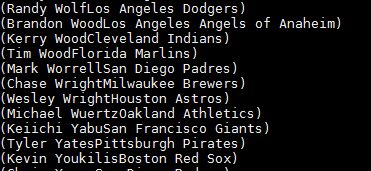 (Randy WolfLos Angeles Dodgers)
(Brandon WoodLos Angeles Angels of Anaheim)
(Kerry WoodCleveland Indians)
(Tim WoodFlorida Marlins)
(Mark WorrellSan Diego Padres)
(Chase WrightMilwaukee Brewers)
(Wesley WrightHouston Astros)
(Michael WuertzOakland Athletics)
(Keiichi YabuSan Francisco Giants)
(Tyler YatesPittsburgh Pirates)
(Kevin YoukilisBoston Red Sox)